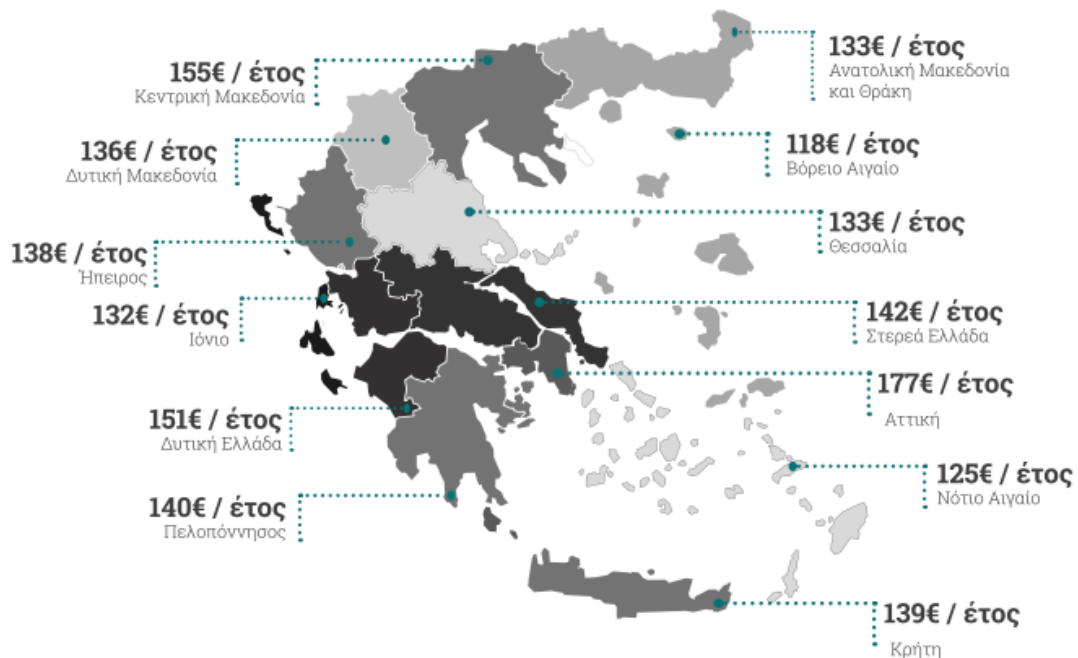 133€ / έτος
Ανατολική Μακεδονία
και Θράκη
155€ / έτος
Κεντρική Μακεδονία
118€ / έτος
Βόρειο Αιγαίο
136€ / έτος
Δυτική Μακεδονία
133€ / έτος
Θεσσαλία
138€ / έτος
Ήπειρος
132€ / έτος
Ιόνιο
142€ / έτος
Στερεά Ελλάδα
177€ / έτος
Αττική
151€ / έτος
Δυτική Ελλάδα
125€ / έτος
Νότιο Αιγαίο
140€ / έτος
Πελοπόννησος
139€ / έτος
Κρήτη